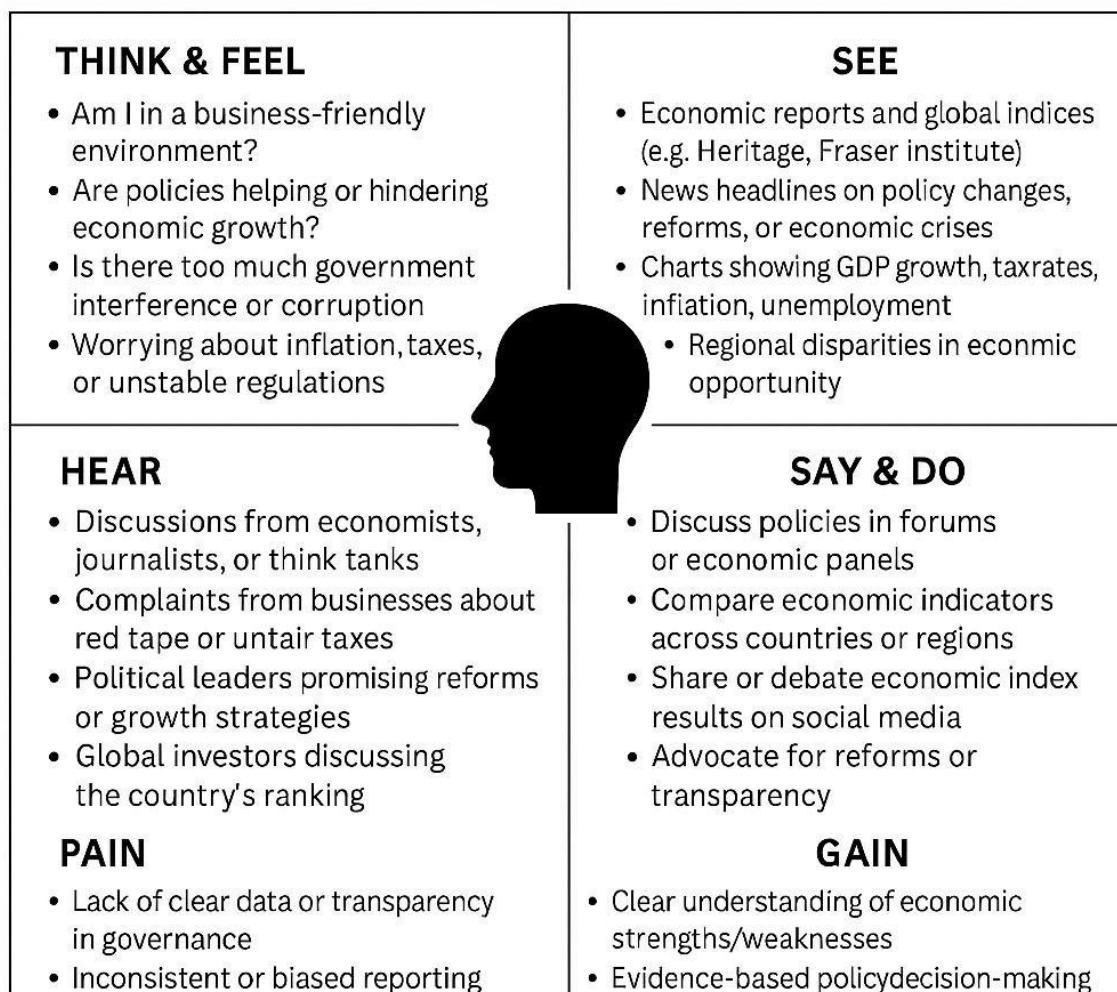 THINK & FEEL
• Am I in a business-friendly
environment?
• Are policies helping or hindering
economic growth?
• Is there too much government
interference or corruption
• Worrying about inflation, taxes,
or unstable regulations
SEE
• Economic reports and global indices
(e.g. Heritage, Fraser institute)
• News headlines on policy changes,
reforms, or economic crises
• Charts showing GDP growth, taxrates,
infiation, unemployment
• Regional disparities in econmic
opportunity
HEAR
• Discussions from economists,
journalists, or think tanks
• Complaints from businesses about
red tape or untair taxes
• Political leaders promising reforms
or growth strategies
• Global investors discussing
the country's ranking
SAY & DO
• Discuss policies in forums
or economic panels
• Compare economic indicators
across countries or regions
• Share or debate economic index
results on social media
• Advocate for reforms or
transparency
PAIN
• Lack of clear data or transparency
in governance
• Inconsistent or biased reporting
GAIN
• Clear understanding of economic
strengths/weaknesses
• Evidence-based policydecision-making